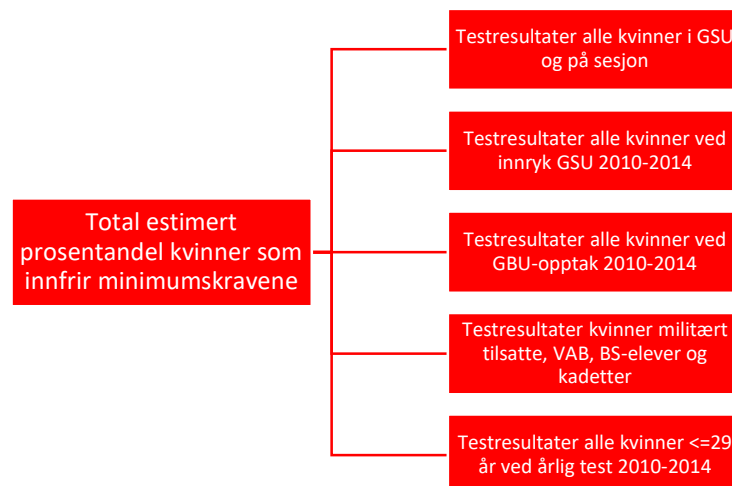 Testresultater alle kvinner i GSU
og på sesjon
Testresultater alle kvinner ved
innryk GSU 2010-2014
Total estimert
prosentandel kvinner som
innfrir minimumskravene
Testresultater alle kvinner ved
GBU-opptak 2010-2014
Testresultater kvinner militært
tilsatte, VAB, BS-elever og
kadetter
Testresultater alle kvinner <=29
år ved årlig test 2010-2014